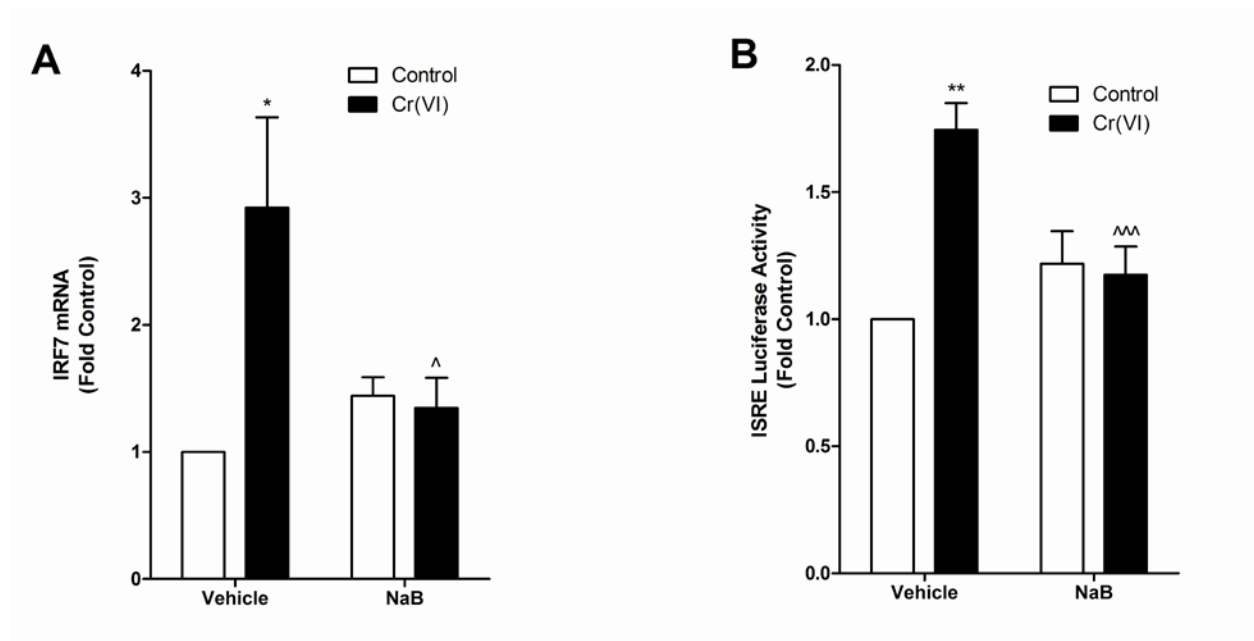 A
IRF7 mRNA
(Fold Control)
4
3
2
1
0
Control
Cr(VI)
*
^
Vehicle
NaB
B
ISRE Luciferase Activity
(Fold Control)
2.0
1.5
1.0
0.5
0.0
Control
Cr(VI)
**
^^^
Vehicle
NaB